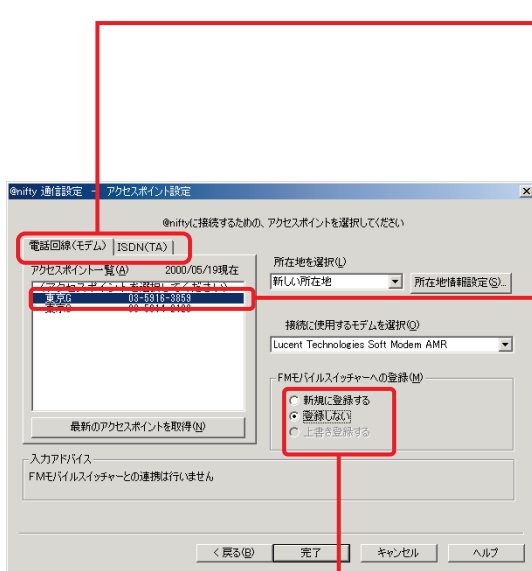 @nifty 通信設定 - アクセスポイント設定
@niftyに接続するための、アクセスポイントを選択してください
電話回線(モデム) ISDN(TA)
アクセスポイント一覧(A) 2000/05/19現在
東京G 03-5916-3859
所在地を選択(L)
新しい所在地 所在地情報設定(S)...
接続に使用するモデムを選択(O)
Lucent Technologies Soft Modem AMR
FMモバイルスイッチャーへの登録(M)
新規に登録する
登録しない
上書き登録する
最新のアクセスポイントを取得(N)
入力アドバイス
FMモバイルスイッチャーとの連携は行いません
< 戻る(B) 完了 キャンセル ヘルプ